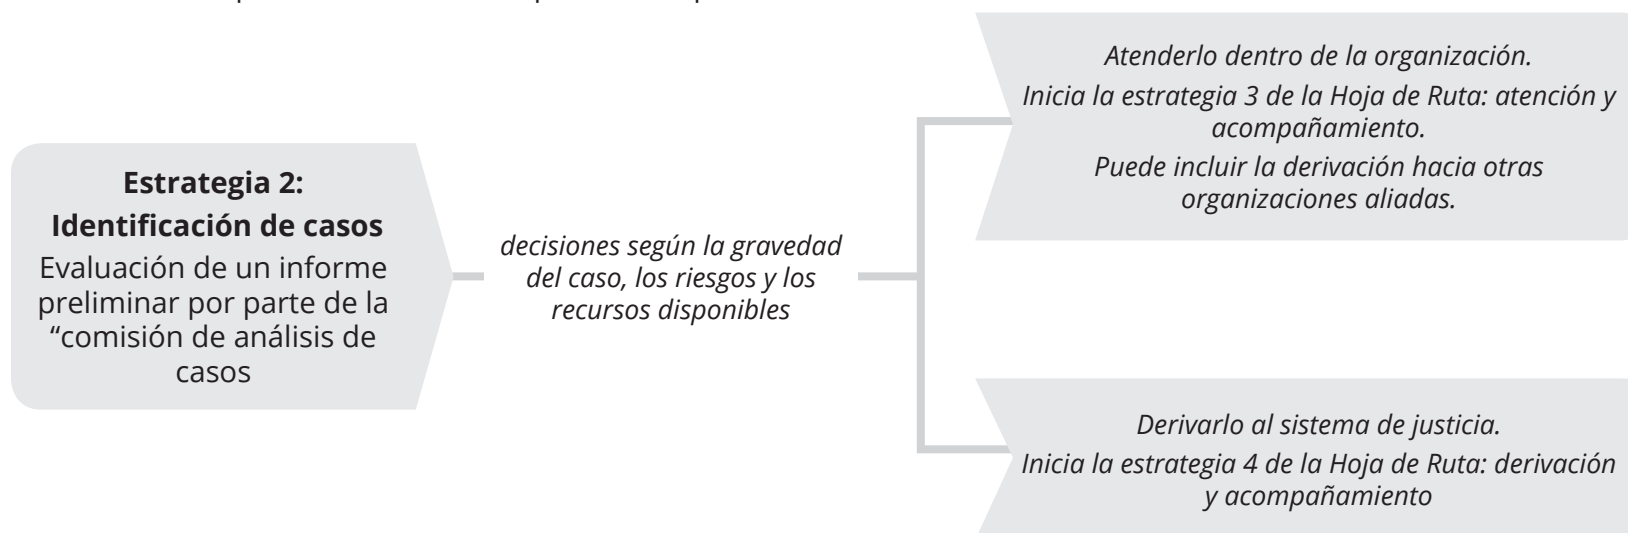 Estrategia 2:
Identificación de casos
Evaluación de un informe
preliminar por parte de la
“comisión de análisis de
casos
decisiones según la gravedad
del caso, los riesgos y los
recursos disponibles
Atenderlo dentro de la organización.
Inicia la estrategia 3 de la Hoja de Ruta: atención y
acompañamiento.
Puede incluir la derivación hacia otras
organizaciones aliadas.
Derivarlo al sistema de justicia.
Inicia la estrategia 4 de la Hoja de Ruta: derivación
y acompañamiento